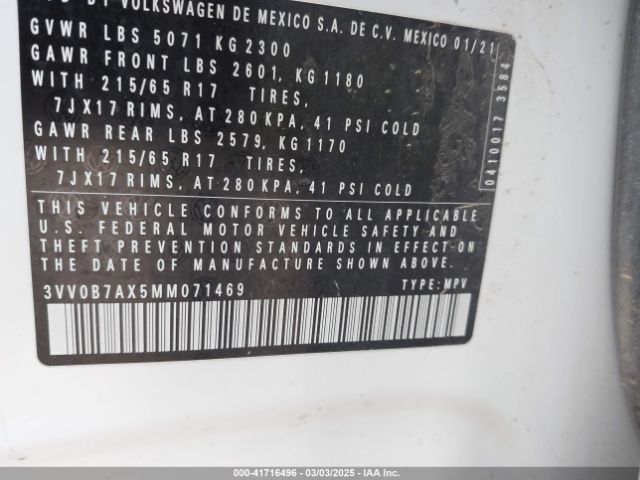 BY VOLKSWAGEN DE MEXICO S.A. DE C.V. MEXICO 01/21
GVWR LBS 5071 KG 2300
GAWR FRONT LBS 2601, KG 1180
WITH 215/65 R17 TIRES,
7JX17 RIMS, AT 280 KPA, 41 PSI COLD
GAWR REAR LBS 2579, KG 1170
WITH 215/65 R17 TIRES,
7JX17 RIMS, AT 280 KPA, 41 PSI COLD
0410017 3584
THIS VEHICLE CONFORMS TO ALL APPLICABLE
U.S. FEDERAL MOTOR VEHICLE SAFETY AND
THEFT PREVENTION STANDARDS IN EFFECT ON
THE DATE OF MANUFACTURE SHOWN ABOVE.
3VV0B7AX5MM071469 TYPE: MPV
00-41716496 - 03/03/2025 - IAAI.COM